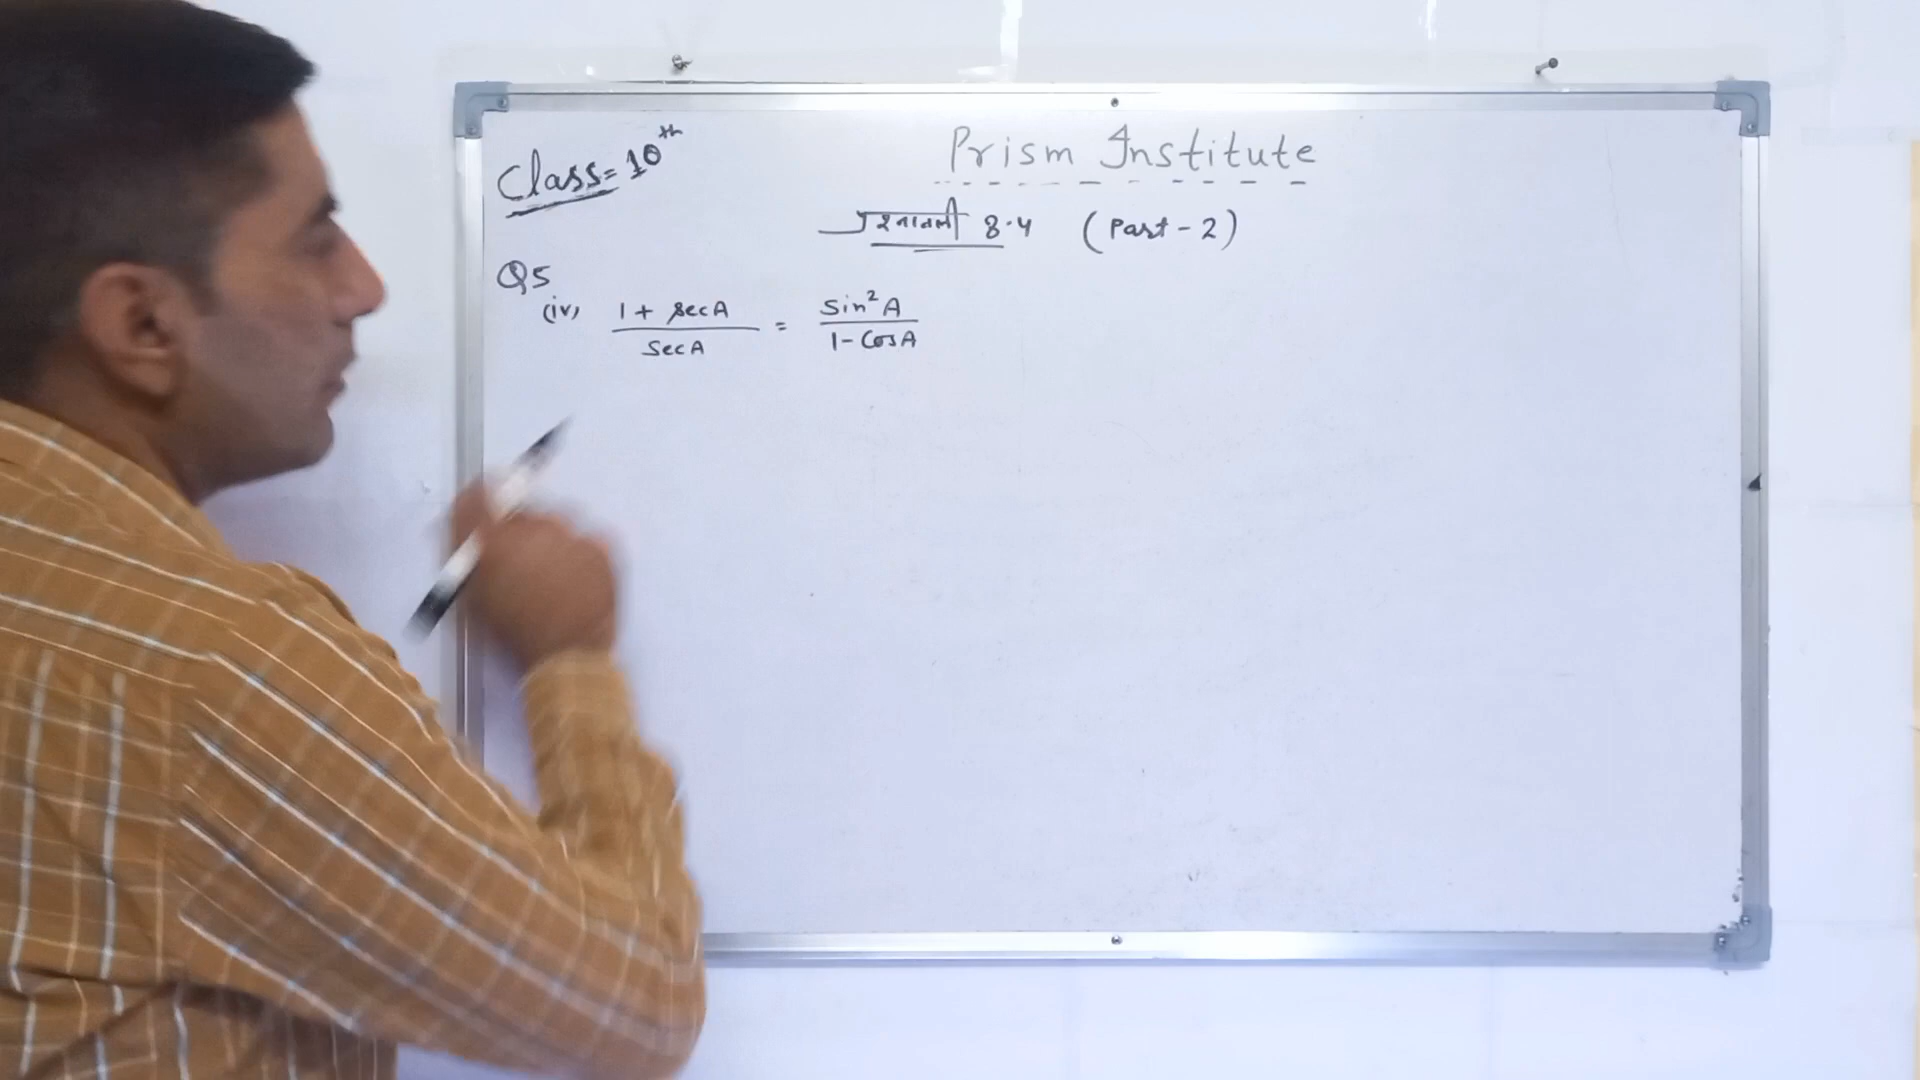 Class = 10th
Prism Institute
प्रश्नावली 8.4 (Part - 2)
Q5
(iv) 1 + SecA / SecA = Sin²A / 1 - CosA